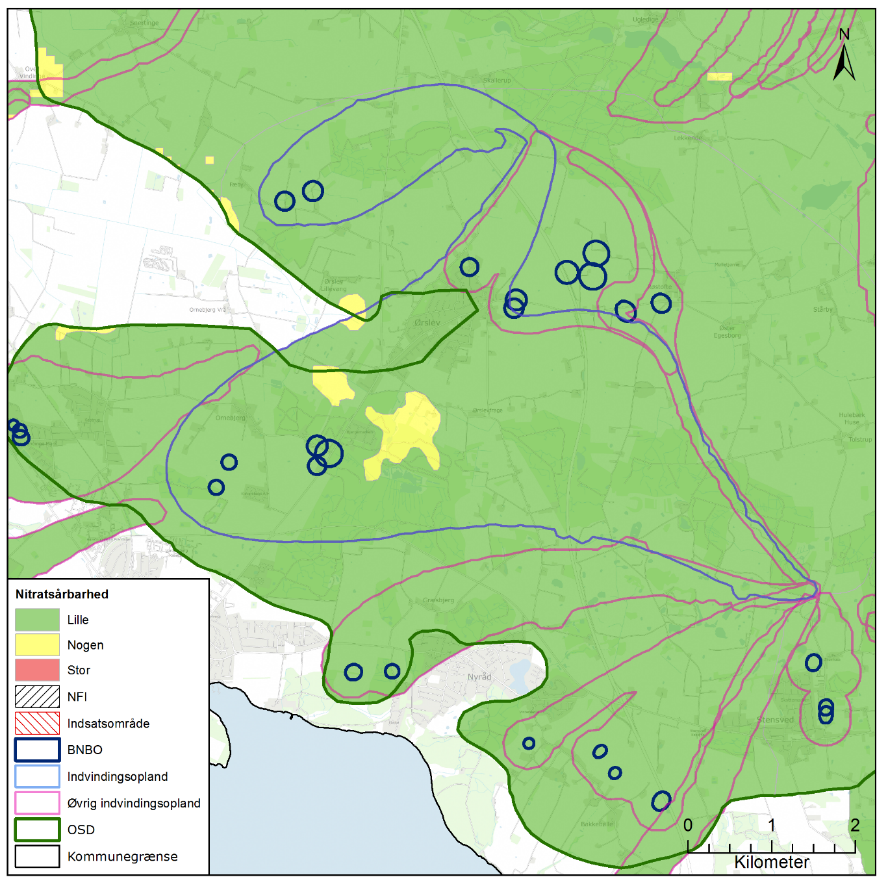 N
Ørslev
Nyråd
Stensved
Nitratsårbarhed
Lille
Nogen
Stor
NFI
Indsatsområde
BNBO
Indvindingsopland
Øvrig indvindingsopland
OSD
Kommunegrænse
0 1 2
Kilometer